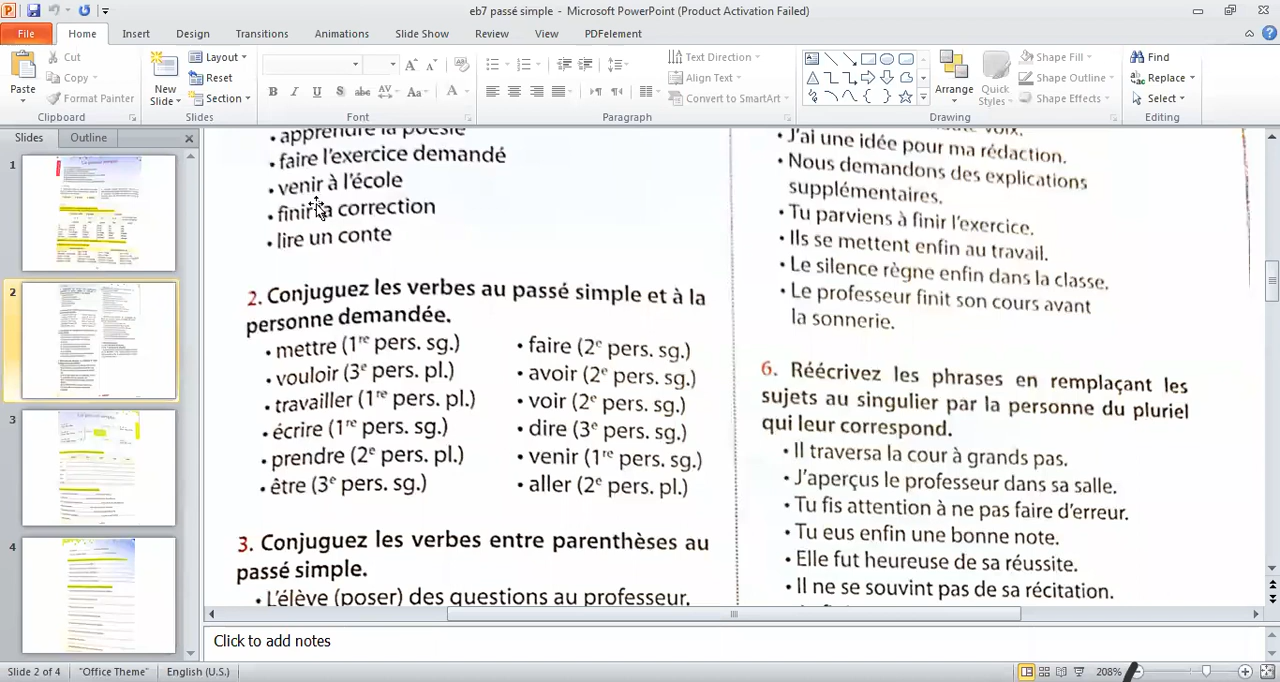 eb7 passé simple - Microsoft PowerPoint (Product Activation Failed)
File Home Insert Design Transitions Animations Slide Show Review View PDFelement
Cut
Copy
Format Painter
Paste
Clipboard
New Slide
Layout
Reset
Section
Slides
Font
Text Direction
Align Text
Convert to SmartArt
Paragraph
Arrange
Quick Styles
Shape Fill
Shape Outline
Shape Effects
Drawing
Find
Replace
Select
Editing
Slides Outline
1
2
3
4
• apprendre la poésie
• faire l'exercice demandé
• venir à l'école
• finir la correction
• lire un conte
2. Conjuguez les verbes au passé simple et à la
personne demandée.
mettre (1re pers. sg.)
• vouloir (3e pers. pl.)
• travailler (1re pers. pl.)
• écrire (1re pers. sg.)
• prendre (2e pers. pl.)
• être (3e pers. sg.)
• faire (2e pers. sg.)
• avoir (2e pers. sg.)
• voir (2e pers. sg.)
• dire (3e pers. sg.)
• venir (1re pers. sg.)
• aller (2e pers. pl.)
3. Conjuguez les verbes entre parenthèses au
passé simple.
• L'élève (poser) des questions au professeur.
voix.
• J'ai une idée pour ma rédaction.
• Nous demandons des explications
supplémentaires.
• Tu parviens à finir l'exercice.
• Ils se mettent enfin au travail.
• Le silence règne enfin dans la classe.
• Le professeur finit son cours avant
la sonnerie.
6. Réécrivez les phrases en remplaçant les
sujets au singulier par la personne du pluriel
qui leur correspond.
• Il traversa la cour à grands pas.
• J'aperçus le professeur dans sa salle.
• Tu fis attention à ne pas faire d'erreur.
• Tu eus enfin une bonne note.
• Elle fut heureuse de sa réussite.
ne se souvint pas de sa récitation.
Click to add notes
Slide 2 of 4 "Office Theme" English (U.S.) 208%